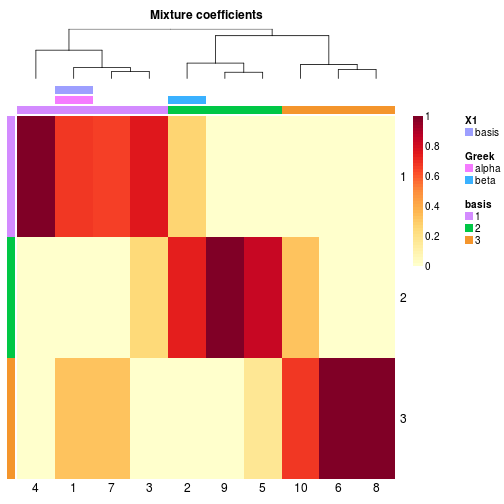 Mixture coefficients
1
2
3
4 1 7 3 2 9 5 10 6 8
1
0.8
0.6
0.4
0.2
0
X1
basis
Greek
alpha
beta
basis
1
2
3